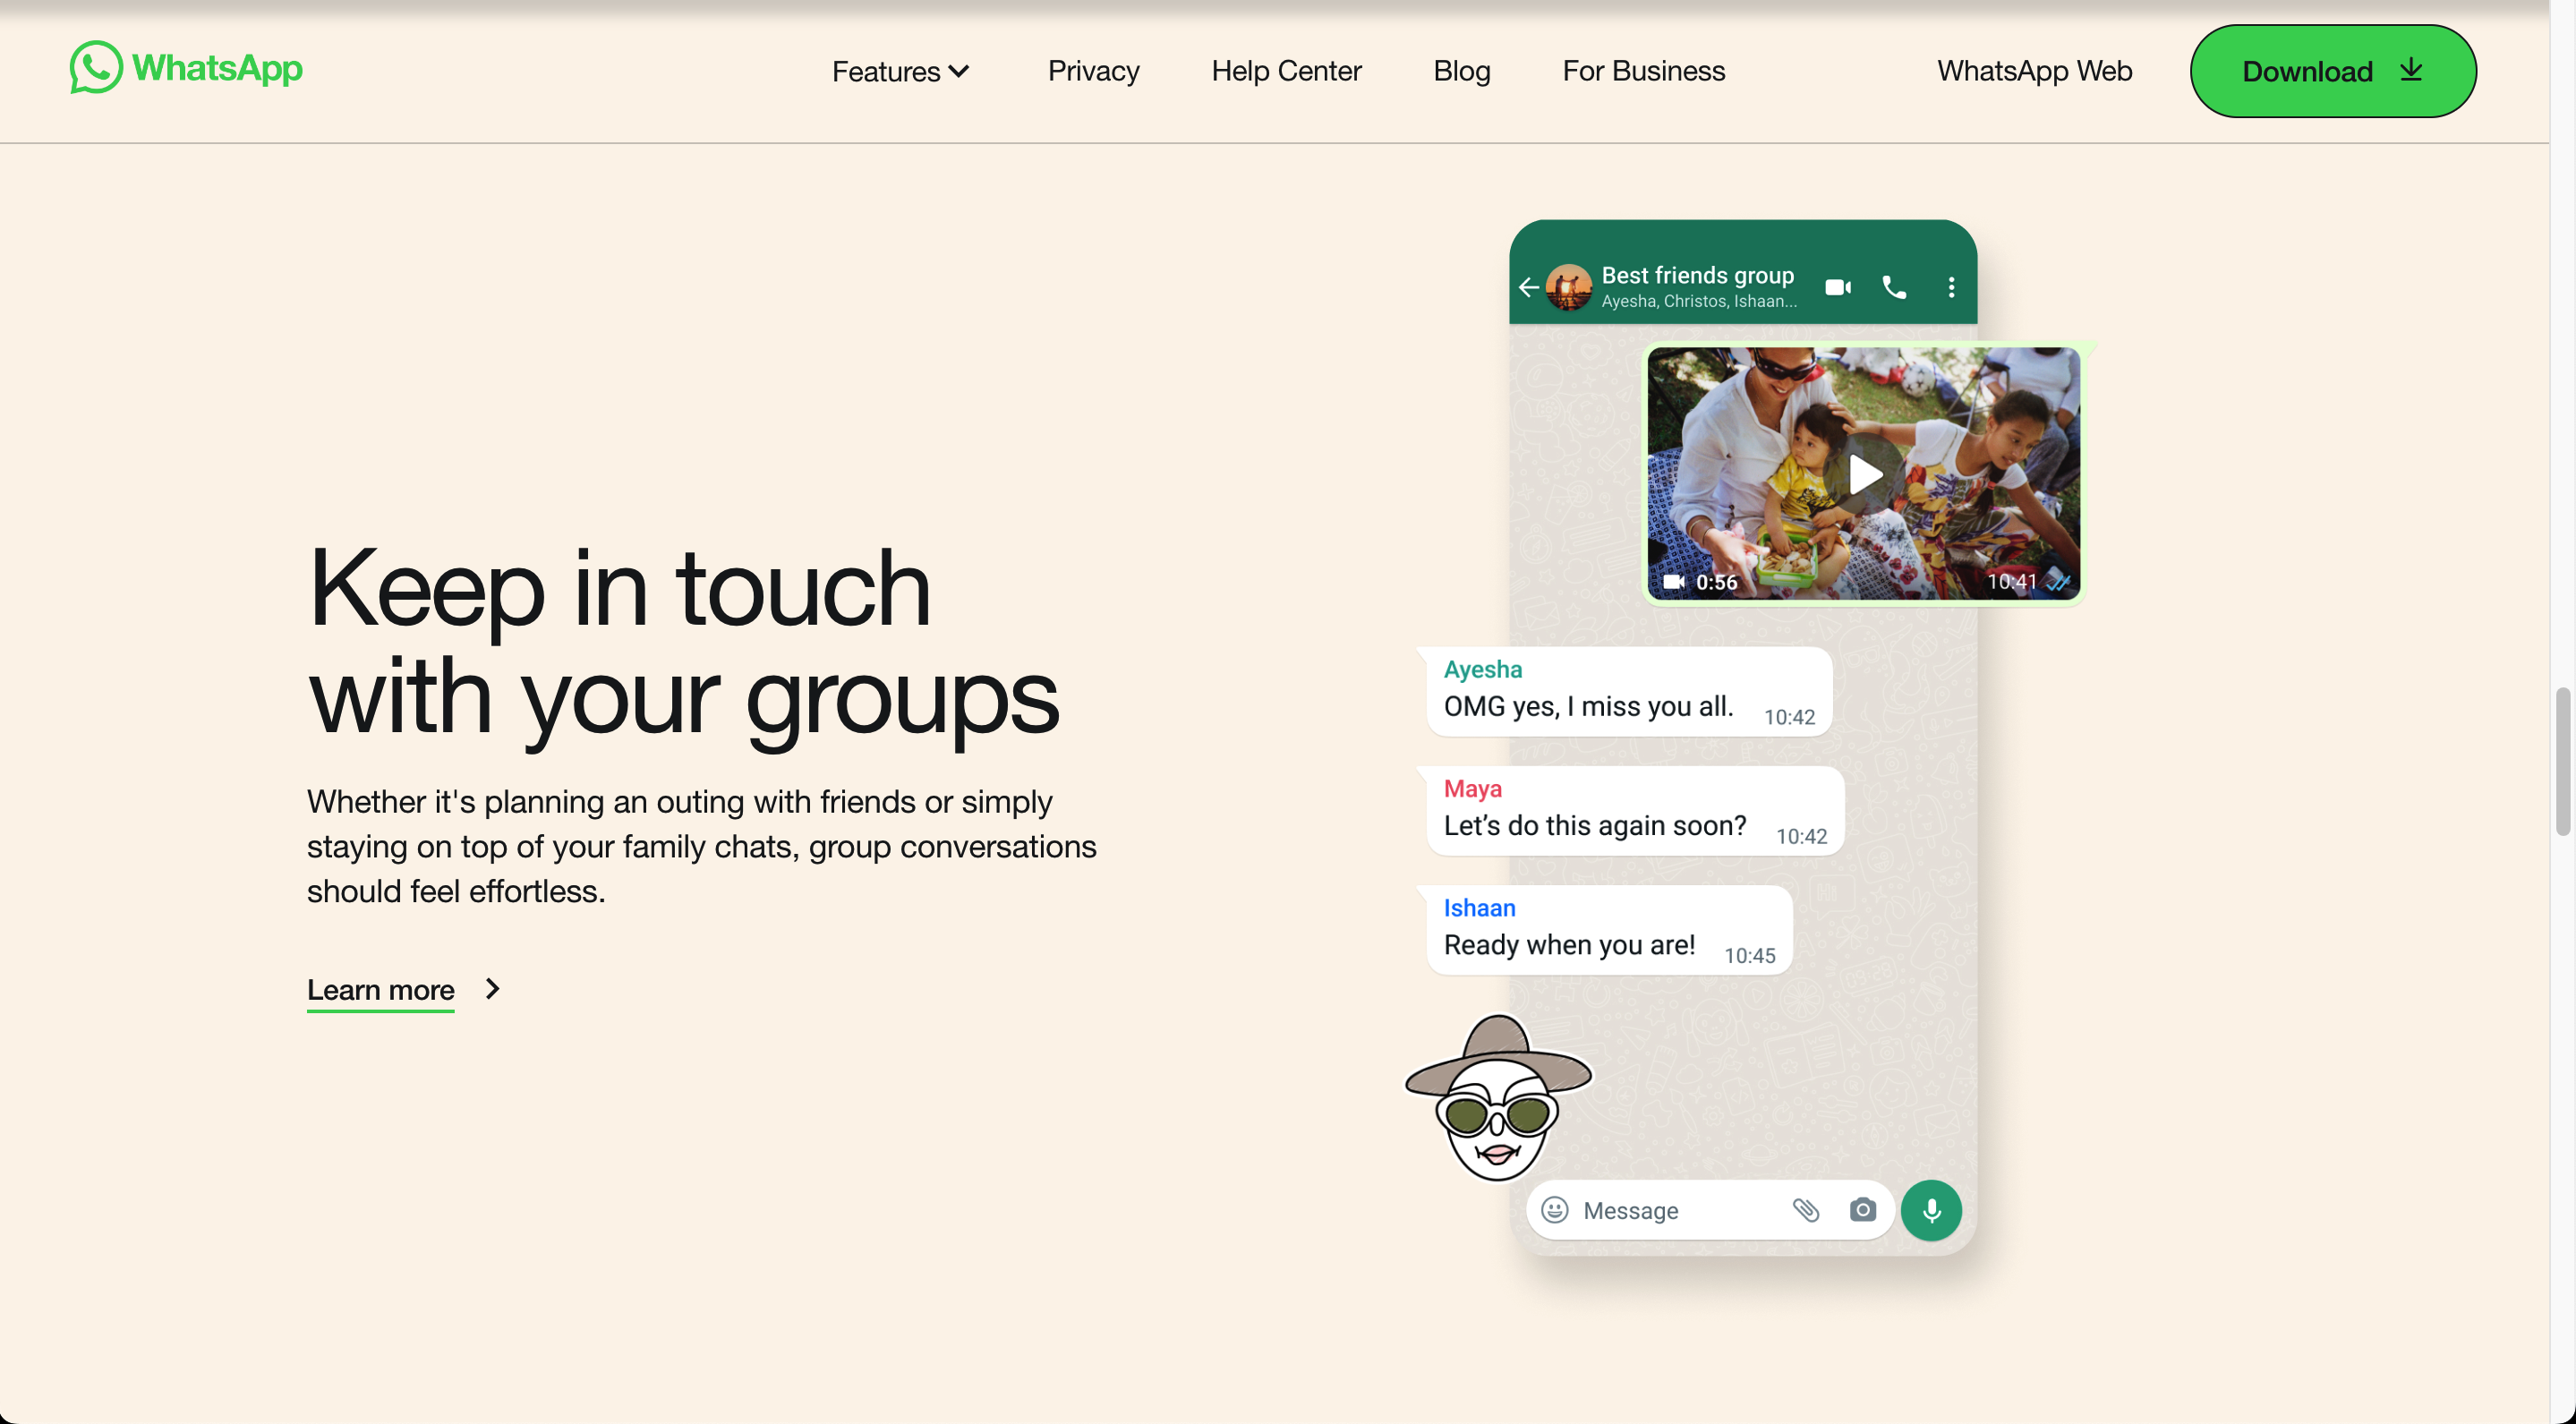 WhatsApp
Features
Privacy
Help Center
Blog
For Business
WhatsApp Web
Download
Keep in touch
with your groups
Whether it's planning an outing with friends or simply
staying on top of your family chats, group conversations
should feel effortless.
Learn more
Best friends group
Ayesha, Christos, Ishaan...
0:56
10:41
Ayesha
OMG yes, I miss you all.
10:42
Maya
Let’s do this again soon?
10:42
Ishaan
Ready when you are!
10:45
Message